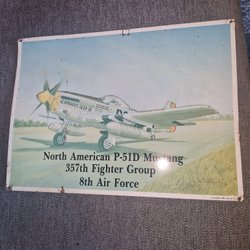 North American P-51D Mustang
357th Fighter Group
8th Air Force